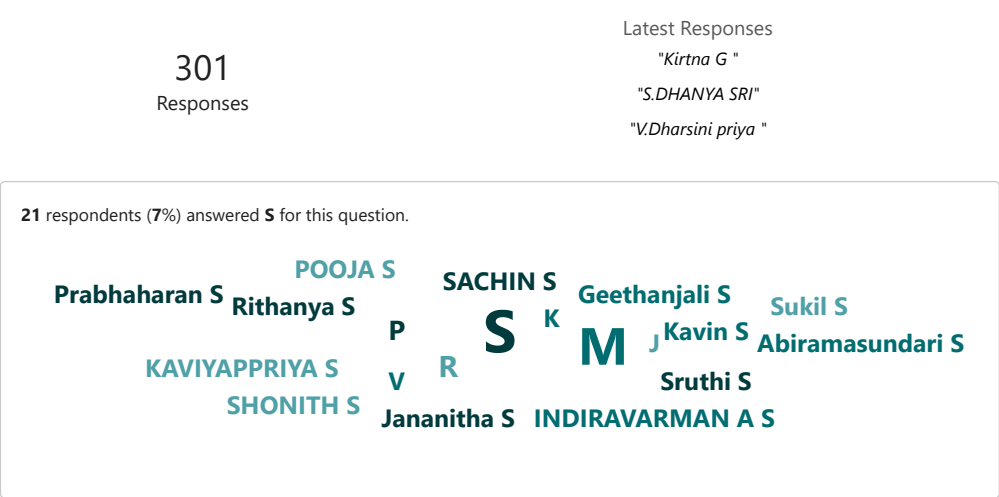 301
Responses
Latest Responses
"Kirtna G "
"S.DHANYA SRI"
"V.Dharsini priya "
21 respondents (7%) answered S for this question.
POOJA S
SACHIN S
Prabhaharan S
Rithanya S
Geethanjali S
Sukil S
P
S
K
M
J
Kavin S
Abiramasundari S
KAVIYAPPRIYA S
R
V
Sruthi S
SHONITH S
Jananitha S
INDIRAVARMAN A S